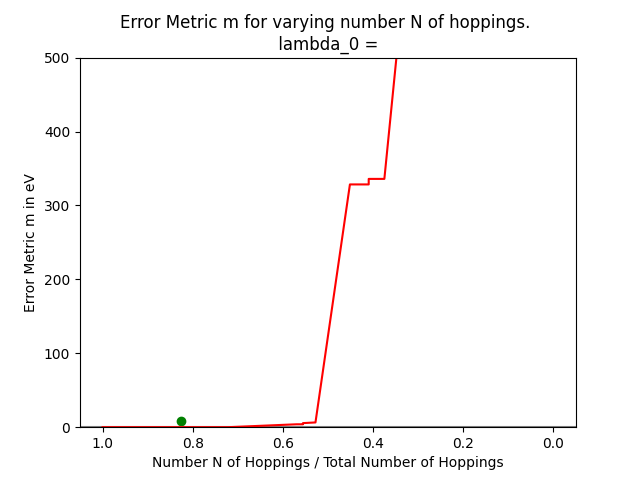 Error Metric m for varying number N of hoppings.
lambda_0 =
500
400
300
200
100
0
Error Metric m in eV
1.0 0.8 0.6 0.4 0.2 0.0
Number N of Hoppings / Total Number of Hoppings